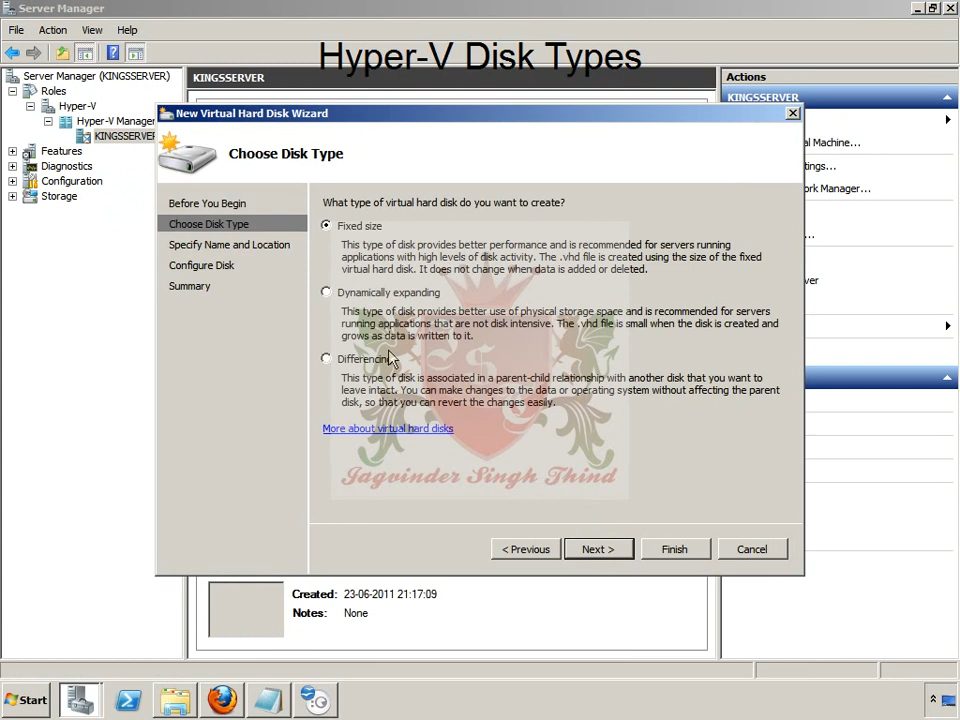 Server Manager
File Action View Help
Hyper-V Disk Types
Server Manager (KINGSSERVER)
Roles
Hyper-V
Hyper-V Manager
KINGSSERVER
Features
Diagnostics
Configuration
Storage
KINGSSERVER
Actions
KINGSSERVER
al Machine...
tings...
ork Manager...
...
rver
New Virtual Hard Disk Wizard
Choose Disk Type
Before You Begin
Choose Disk Type
Specify Name and Location
Configure Disk
Summary
What type of virtual hard disk do you want to create?
Fixed size
This type of disk provides better performance and is recommended for servers running
applications with high levels of disk activity. The .vhd file is created using the size of the fixed
virtual hard disk. It does not change when data is added or deleted.
Dynamically expanding
This type of disk provides better use of physical storage space and is recommended for servers
running applications that are not disk intensive. The .vhd file is small when the disk is created and
grows as data is written to it.
Differencing
This type of disk is associated in a parent-child relationship with another disk that you want to
leave intact. You can make changes to the data or operating system without affecting the parent
disk, so that you can revert the changes easily.
More about virtual hard disks
Jagvinder Singh Thind
< Previous Next > Finish Cancel
Created: 23-06-2011 21:17:09
Notes: None
Start